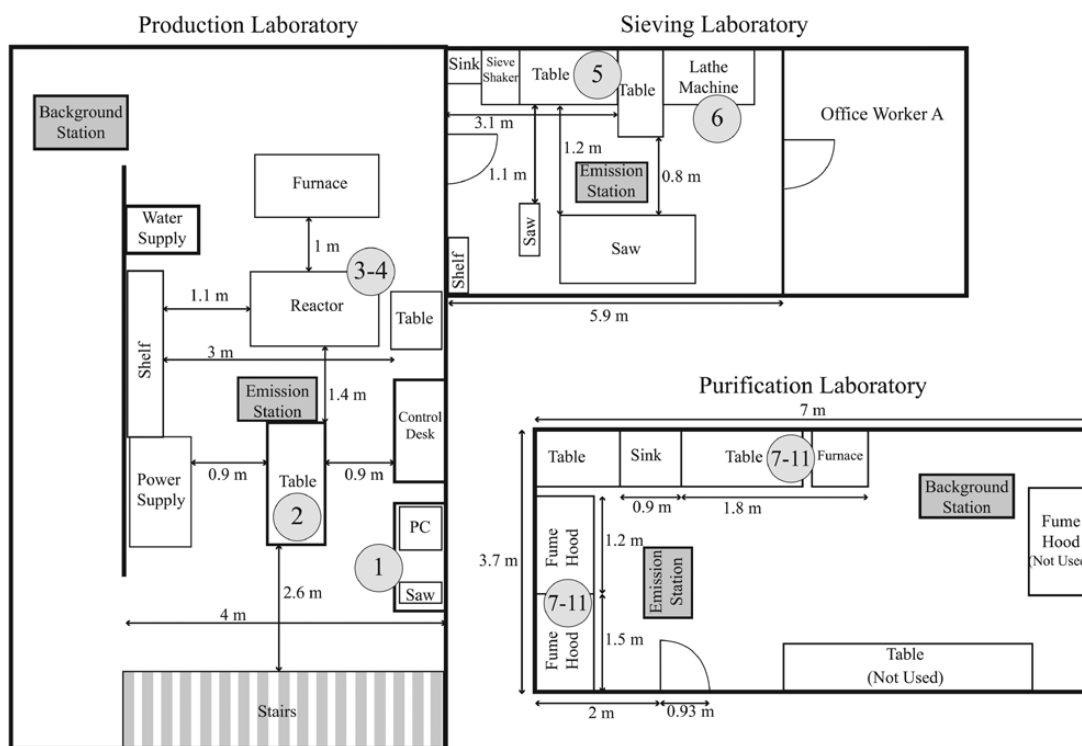 Production Laboratory
Background
Station
Furnace
Water
Supply
1 m
3-4
1.1 m
Reactor
Table
Shelf
3 m
Emission
Station
1.4 m
Control
Desk
0.9 m
Table
0.9 m
Power
Supply
2
PC
1
Saw
2.6 m
4 m
Stairs
Sieving Laboratory
Sink
Sieve
Shaker
Table
5
Table
Lathe
Machine
6
3.1 m
1.2 m
1.1 m
Emission
Station
0.8 m
Saw
Saw
Shelf
5.9 m
Office Worker A
Purification Laboratory
7 m
Table
Sink
Table
7-11
Furnace
0.9 m
1.8 m
Background
Station
Fume
Hood
(Not Used)
3.7 m
Fume
Hood
1.2 m
Emission
Station
7-11
Fume
Hood
1.5 m
Table
(Not Used)
2 m
0.93 m